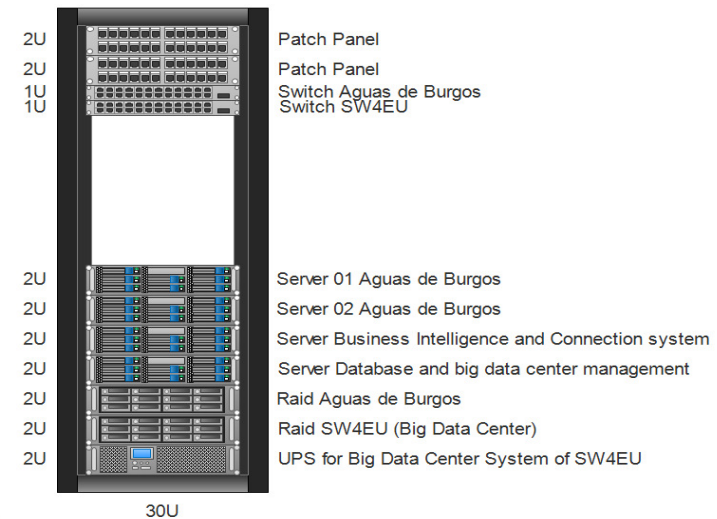 2U Patch Panel
2U Patch Panel
1U Switch Aguas de Burgos
1U Switch SW4EU
2U Server 01 Aguas de Burgos
2U Server 02 Aguas de Burgos
2U Server Business Intelligence and Connection system
2U Server Database and big data center management
2U Raid Aguas de Burgos
2U Raid SW4EU (Big Data Center)
2U UPS for Big Data Center System of SW4EU
30U